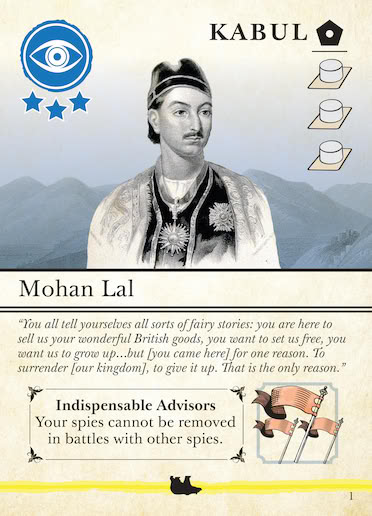 KABUL
Mohan Lal
“You all tell yourselves all sorts of fairy stories: you are here to
sell us your wonderful British goods, you want to set us free, you
want us to grow up...but [you came here] for one reason. To
surrender [our kingdom], to give it up. That is the only reason.”
Indispensable Advisors
Your spies cannot be removed
in battles with other spies.
1